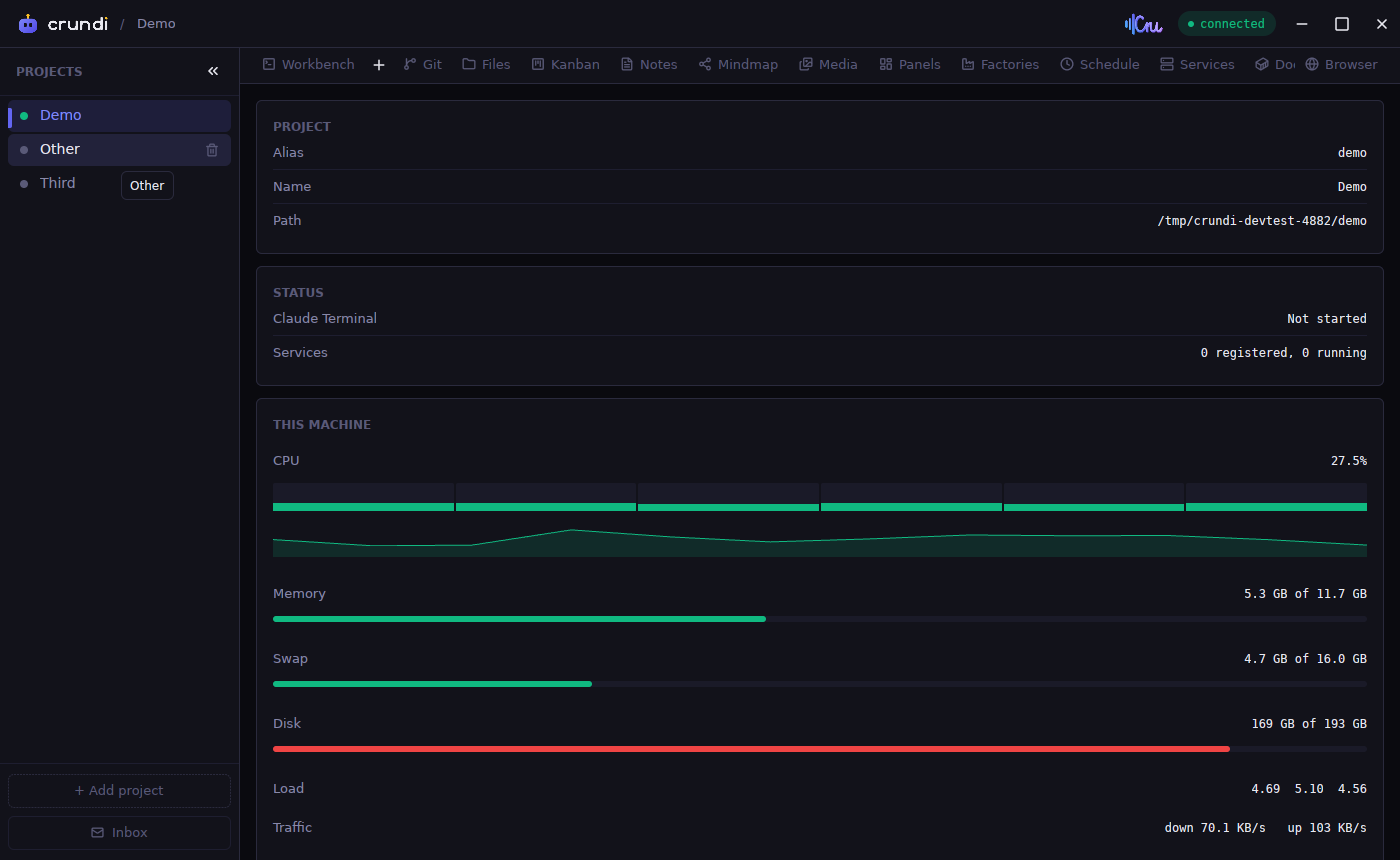 crundi / Demo
Cru
connected
PROJECTS
Workbench + Git Files Kanban Notes Mindmap Media Panels Factories Schedule Services Browser
Demo
Other
Third
Other
+ Add project
Inbox
PROJECT
Alias demo
Name Demo
Path /tmp/crundi-devtest-4882/demo
STATUS
Claude Terminal Not started
Services 0 registered, 0 running
THIS MACHINE
CPU 27.5%
Memory 5.3 GB of 11.7 GB
Swap 4.7 GB of 16.0 GB
Disk 169 GB of 193 GB
Load 4.69 5.10 4.56
Traffic down 70.1 KB/s up 103 KB/s